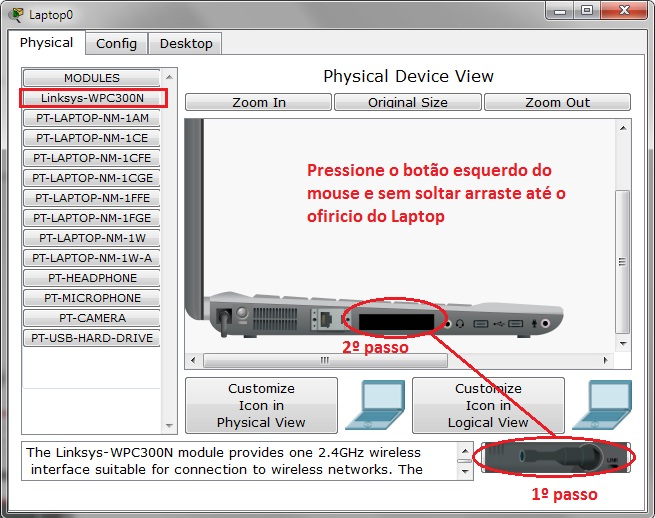 Laptop0
Physical
Config
Desktop
MODULES
Linksys-WPC300N
PT-LAPTOP-NM-1AM
PT-LAPTOP-NM-1CE
PT-LAPTOP-NM-1CFE
PT-LAPTOP-NM-1CGE
PT-LAPTOP-NM-1FFE
PT-LAPTOP-NM-1FGE
PT-LAPTOP-NM-1W
PT-LAPTOP-NM-1W-A
PT-HEADPHONE
PT-MICROPHONE
PT-CAMERA
PT-USB-HARD-DRIVE
Physical Device View
Zoom In
Original Size
Zoom Out
Pressione o botão esquerdo do
mouse e sem soltar arraste até o
ofiricio do Laptop
2º passo
Customize
Icon in
Physical View
Customize
Icon in
Logical View
The Linksys-WPC300N module provides one 2.4GHz wireless
interface suitable for connection to wireless networks. The
LINK
1º passo